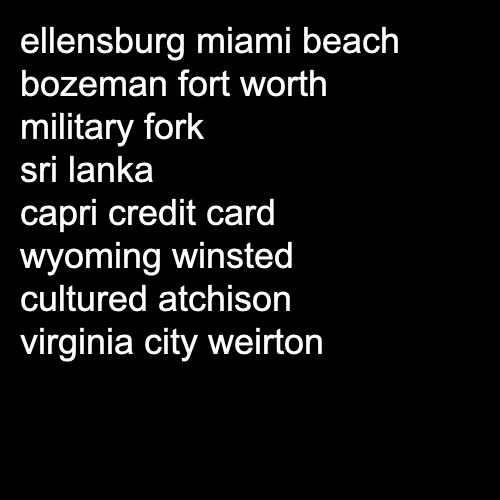 ellensburg miami beach
bozeman fort worth
military fork
sri lanka
capri credit card
wyoming winsted
cultured atchison
virginia city weirton